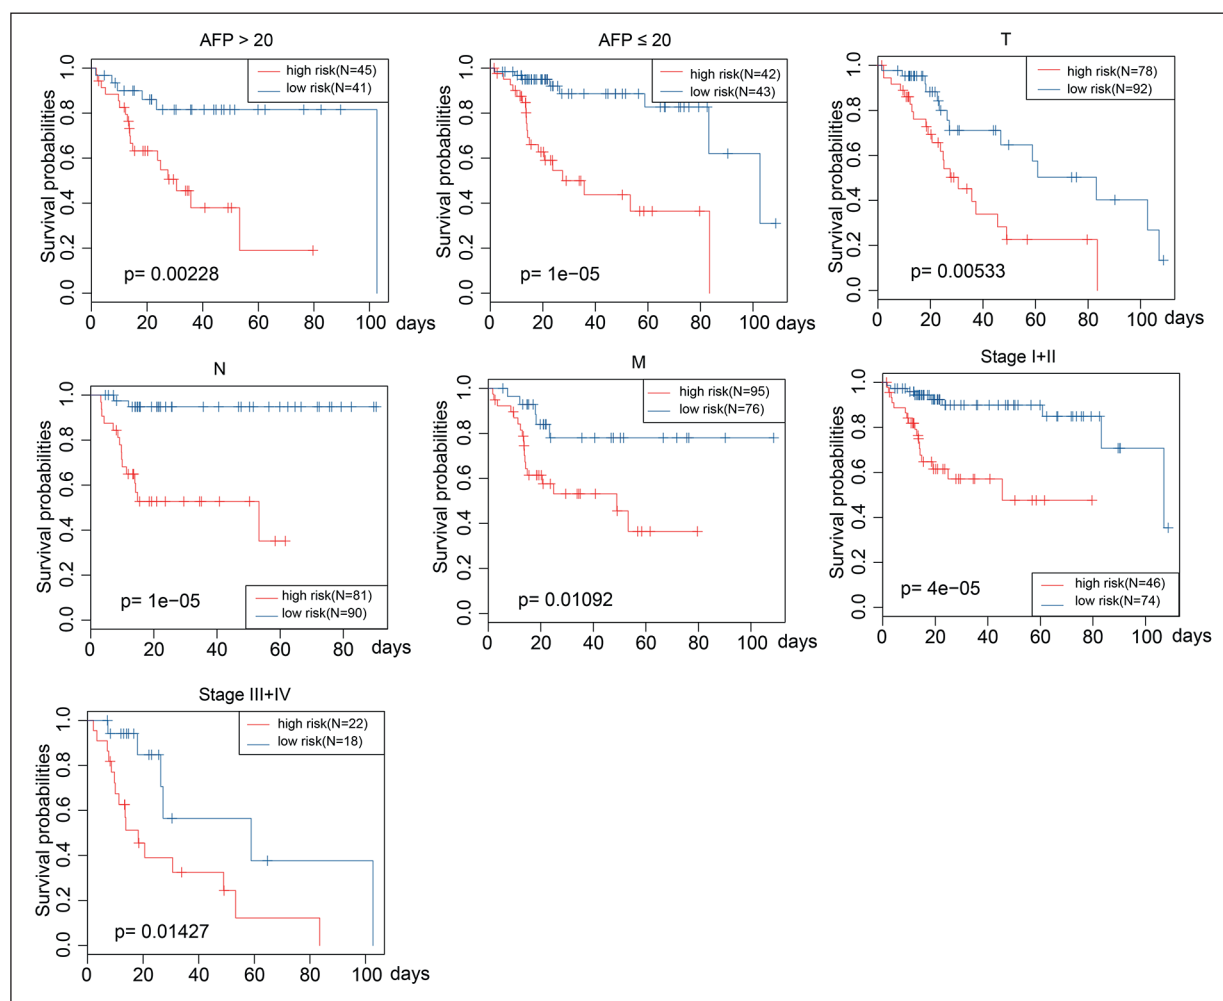 AFP > 20
1.0
0.8
0.6
0.4
0.2
0.0
Survival probabilities
high risk(N=45)
low risk(N=41)
p= 0.00228
0 20 40 60 80 100 days
AFP ≤ 20
1.0
0.8
0.6
0.4
0.2
0.0
Survival probabilities
high risk(N=42)
low risk(N=43)
p= 1e−05
0 20 40 60 80 100 days
T
1.0
0.8
0.6
0.4
0.2
0.0
Survival probabilities
high risk(N=78)
low risk(N=92)
p= 0.00533
0 20 40 60 80 100 days
N
1.0
0.8
0.6
0.4
0.2
0.0
Survival probabilities
p= 1e−05
high risk(N=81)
low risk(N=90)
0 20 40 60 80 days
M
1.0
0.8
0.6
0.4
0.2
0.0
Survival probabilities
high risk(N=95)
low risk(N=76)
p= 0.01092
0 20 40 60 80 100 days
Stage I+II
1.0
0.8
0.6
0.4
0.2
0.0
Survival probabilities
p= 4e−05
high risk(N=46)
low risk(N=74)
0 20 40 60 80 100 days
Stage III+IV
1.0
0.8
0.6
0.4
0.2
0.0
Survival probabilities
high risk(N=22)
low risk(N=18)
p= 0.01427
0 20 40 60 80 100 days